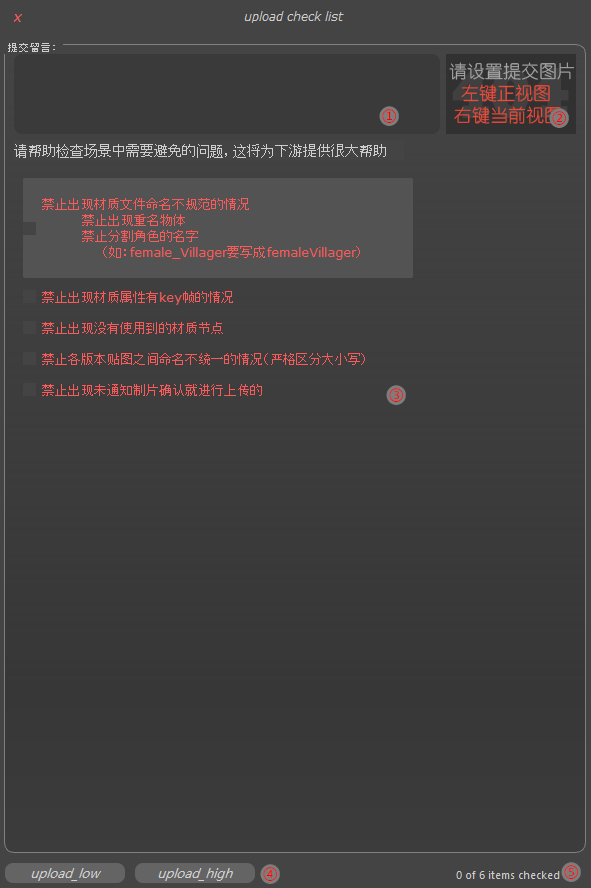 x
upload check list
提交留言:
请设置提交图片
左键正视图
右键当前视图
①
②
请帮助检查场景中需要避免的问题, 这将为下游提供很大帮助
禁止出现材质文件命名不规范的情况
禁止出现重名物体
禁止分割角色的名字
(如:female_Villager要写成femaleVillager)
禁止出现材质属性有key帧的情况
禁止出现没有使用到的材质节点
禁止各版本贴图之间命名不统一的情况(严格区分大小写)
禁止出现未通知制片确认就进行上传的
③
upload_low
upload_high
④
0 of 6 items checked
⑤